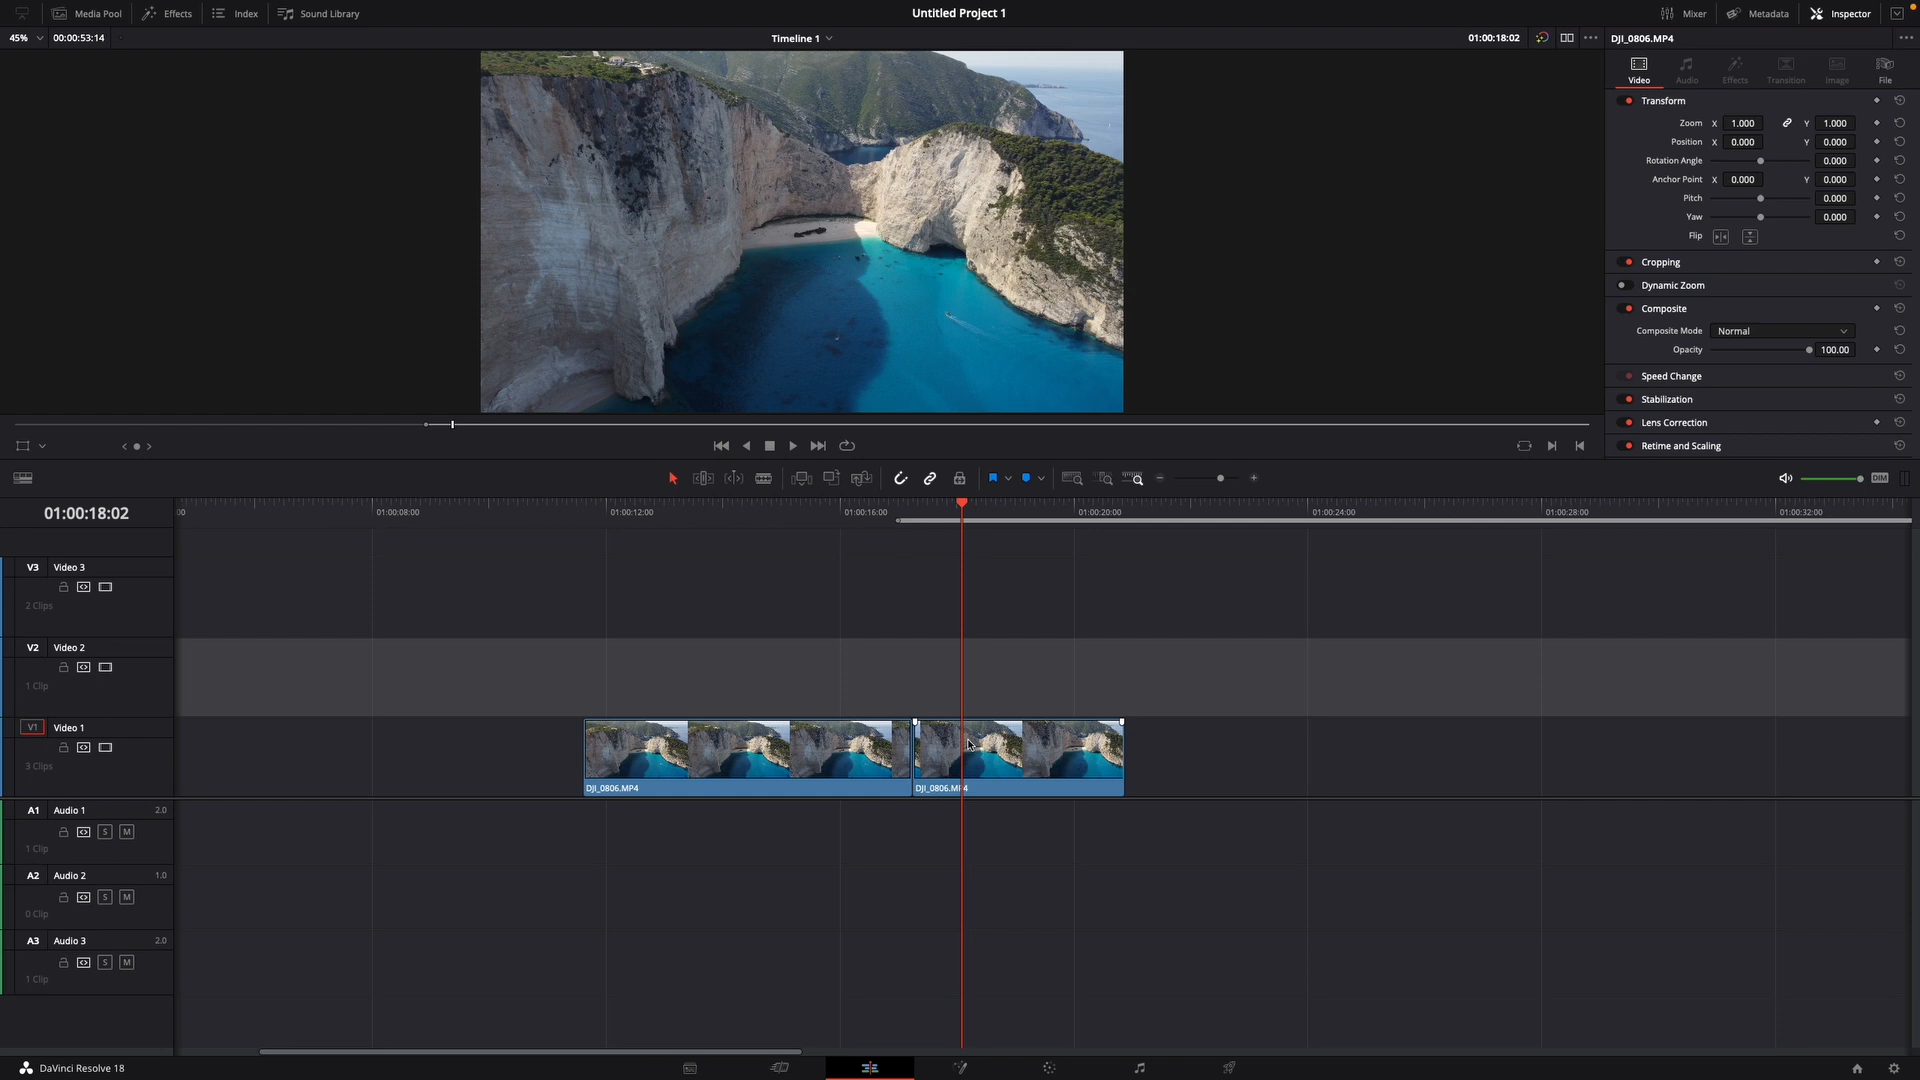 Media Pool Effects Index Sound Library Untitled Project 1 Mixer Metadata Inspector
45% 00:00:53:14 Timeline 1 01:00:18:02 DJI_0806.MP4
Video Audio Effects Transition Image File
Transform
Zoom X 1.000 Y 1.000
Position X 0.000 Y 0.000
Rotation Angle 0.000
Anchor Point X 0.000 Y 0.000
Pitch 0.000
Yaw 0.000
Flip
Cropping
Dynamic Zoom
Composite
Composite Mode Normal
Opacity 100.00
Speed Change
Stabilization
Lens Correction
Retime and Scaling
DIM
01:00:18:02 00 01:00:08:00 01:00:12:00 01:00:16:00 01:00:20:00 01:00:24:00 01:00:28:00 01:00:32:00
V3 Video 3
2 Clips
V2 Video 2
1 Clip
V1 Video 1
3 Clips
DJI_0806.MP4 DJI_0806.MP4
A1 Audio 1 2.0
S M
1 Clip
A2 Audio 2 1.0
S M
0 Clip
A3 Audio 3 2.0
S M
1 Clip
DaVinci Resolve 18